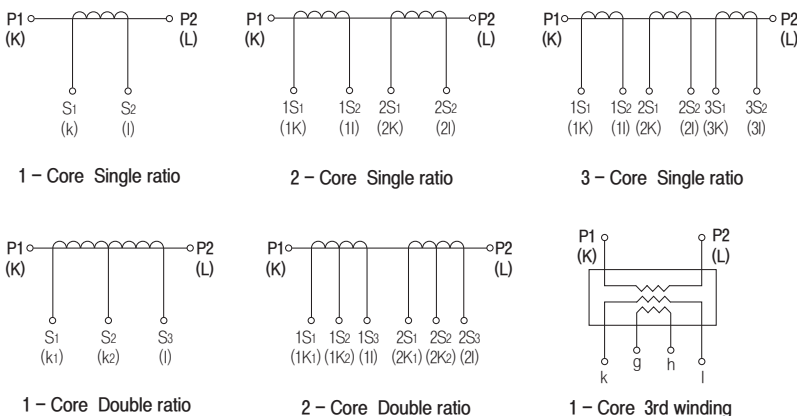 P1 P2
(K) (L)
S1 S2
(k) (l)
1 – Core Single ratio
P1 P2
(K) (L)
1S1 1S2 2S1 2S2
(1K) (1l) (2K) (2l)
2 – Core Single ratio
P1 P2
(K) (L)
1S1 1S2 2S1 2S2 3S1 3S2
(1K) (1l) (2K) (2l) (3K) (3l)
3 – Core Single ratio
P1 P2
(K) (L)
S1 S2 S3
(k1) (k2) (l)
1 – Core Double ratio
P1 P2
(K) (L)
1S1 1S2 1S3 2S1 2S2 2S3
(1K1) (1K2) (1l) (2K1) (2K2) (2l)
2 – Core Double ratio
P1 P2
(K) (L)
k g h l
1 – Core 3rd winding